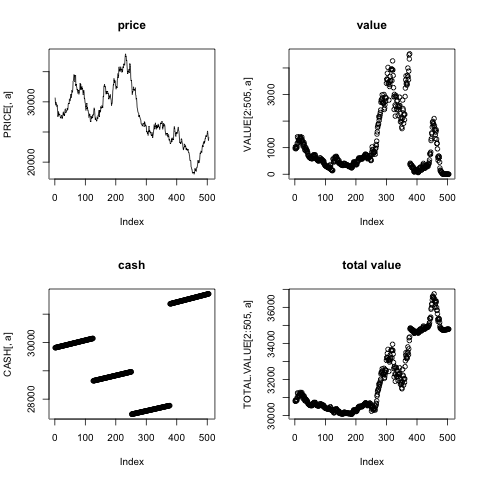 price
PRICE[, a]
20000
30000
0 100 200 300 400 500
Index
value
VALUE[2:505, a]
0 1000 3000
0 100 200 300 400 500
Index
cash
CASH[, a]
28000 30000
0 100 200 300 400 500
Index
total value
TOTAL.VALUE[2:505, a]
30000 32000 34000 36000
0 100 200 300 400 500
Index